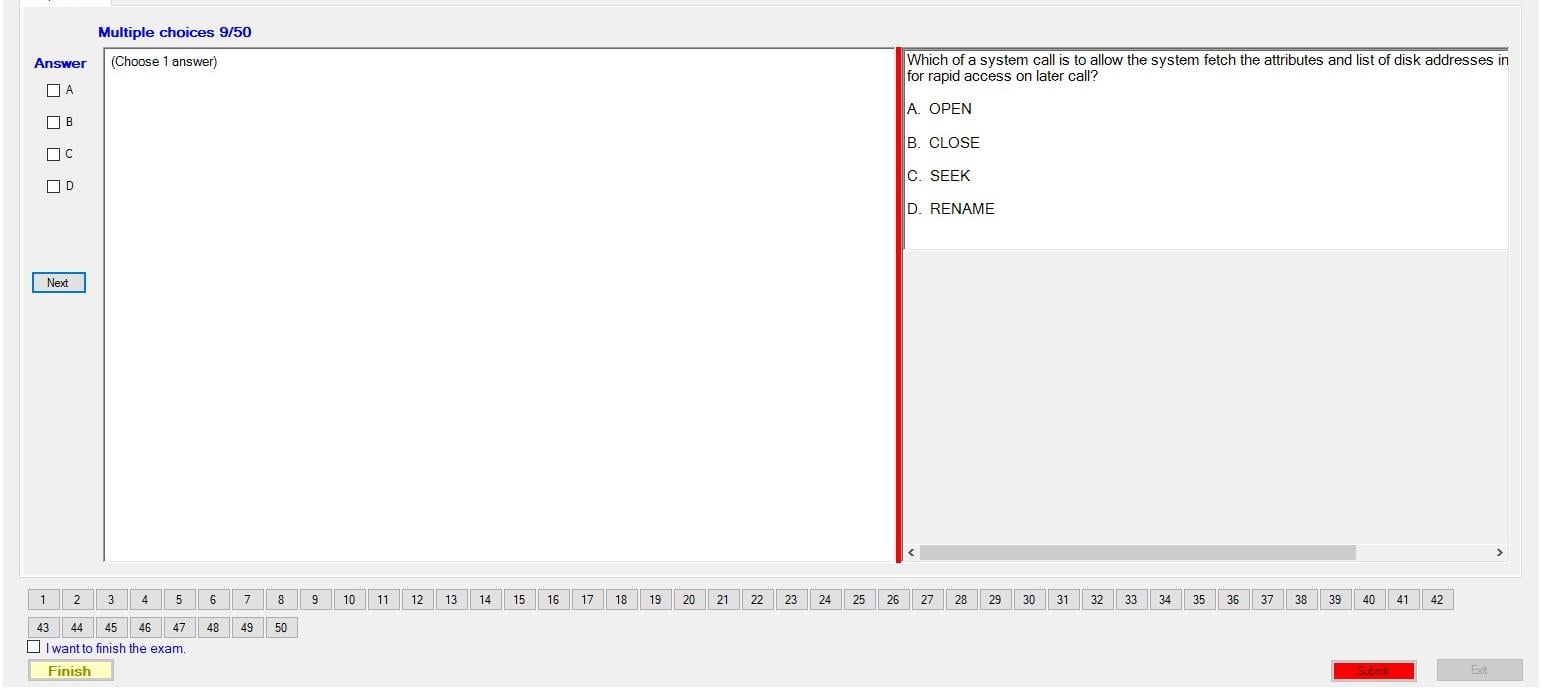 Multiple choices 9/50
Answer
(Choose 1 answer)
A
B
C
D
Next
Which of a system call is to allow the system fetch the attributes and list of disk addresses in
for rapid access on later call?
A. OPEN
B. CLOSE
C. SEEK
D. RENAME
1 2 3 4 5 6 7 8 9 10 11 12 13 14 15 16 17 18 19 20 21 22 23 24 25 26 27 28 29 30 31 32 33 34 35 36 37 38 39 40 41 42
43 44 45 46 47 48 49 50
I want to finish the exam.
Finish
Submit
Exit